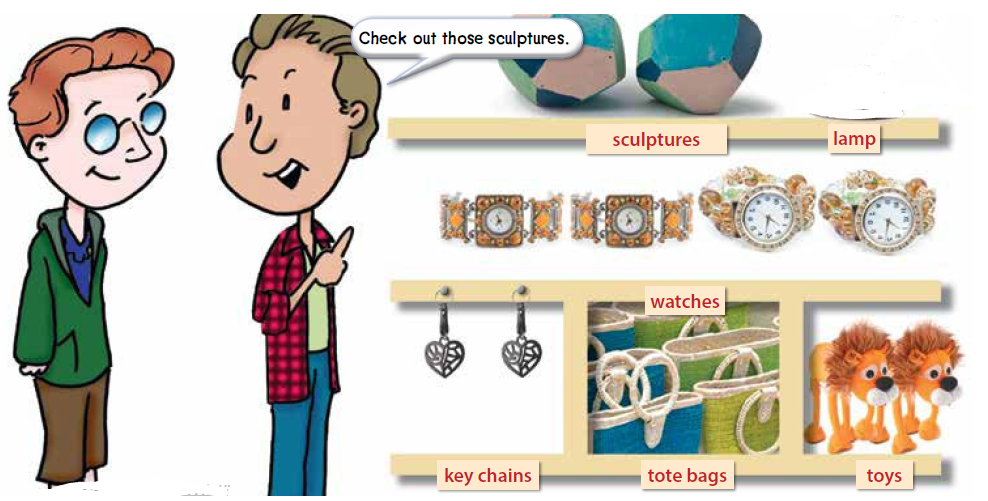 Check out those sculptures.
sculptures
lamp
watches
key chains
tote bags
toys